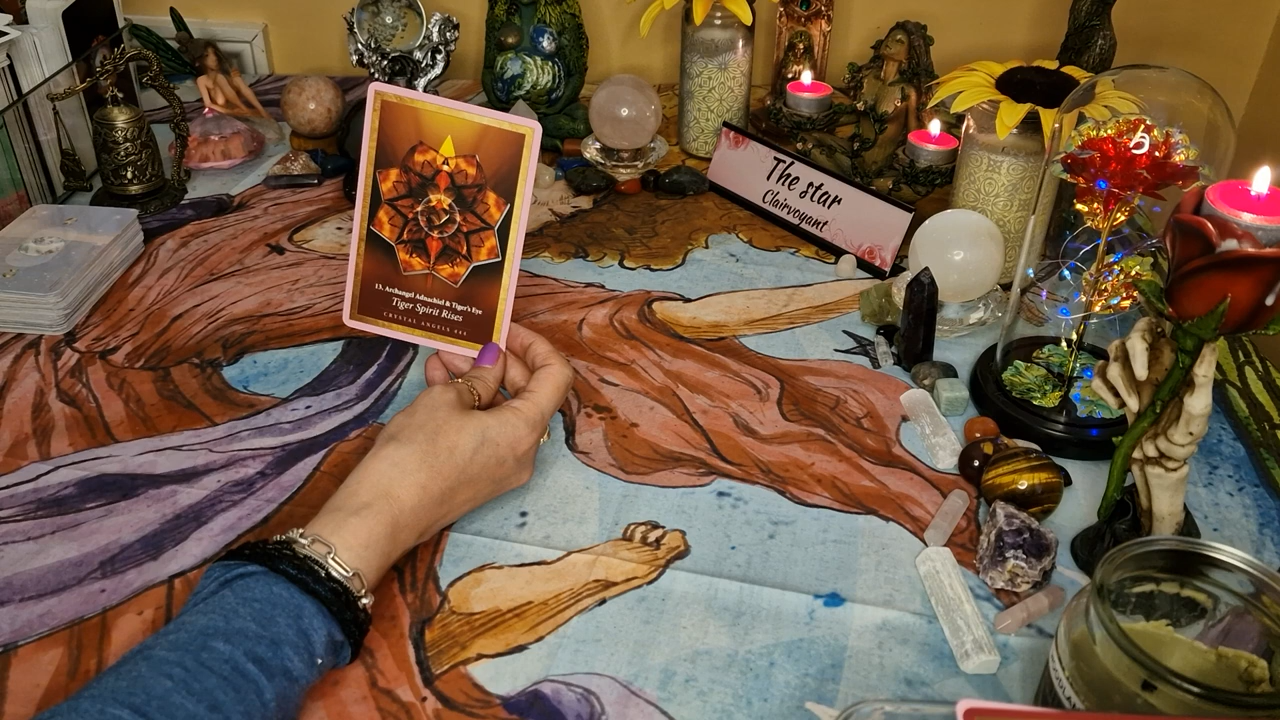 13. Archangel Adnachiel & Tiger's Eye
Tiger Spirit Rises
CRYSTAL ANGELS 444
The star
Clairvoyant